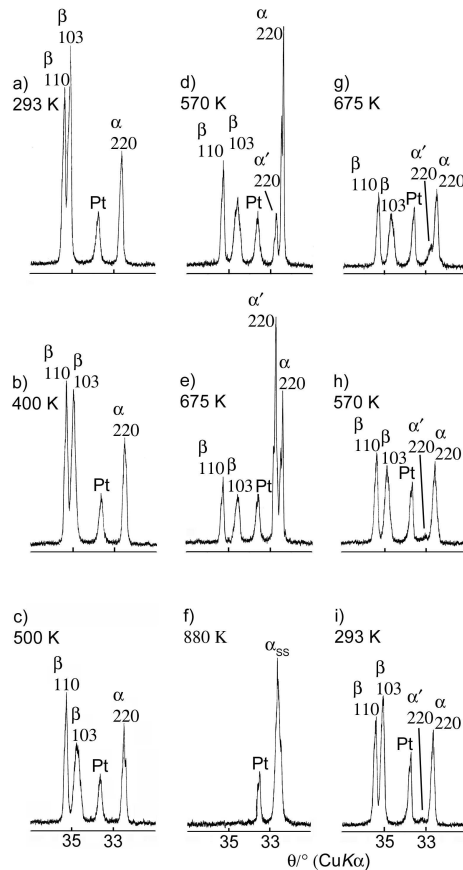 a)
293 K
β
110
β
103
Pt
α
220
d)
570 K
β
110
β
103
Pt
α′
220
α
220
g)
675 K
β
110
β
103
Pt
α′
220
α
220
b)
400 K
β
110
β
103
Pt
α
220
e)
675 K
β
110
β
103
Pt
α′
220
α
220
h)
570 K
β
110
β
103
Pt
α′
220
α
220
c)
500 K
β
110
β
103
Pt
α
220
f)
880 K
Pt
αss
i)
293 K
β
110
β
103
Pt
α′
220
α
220
35 33
35 33
35 33
θ/° (CuKα)